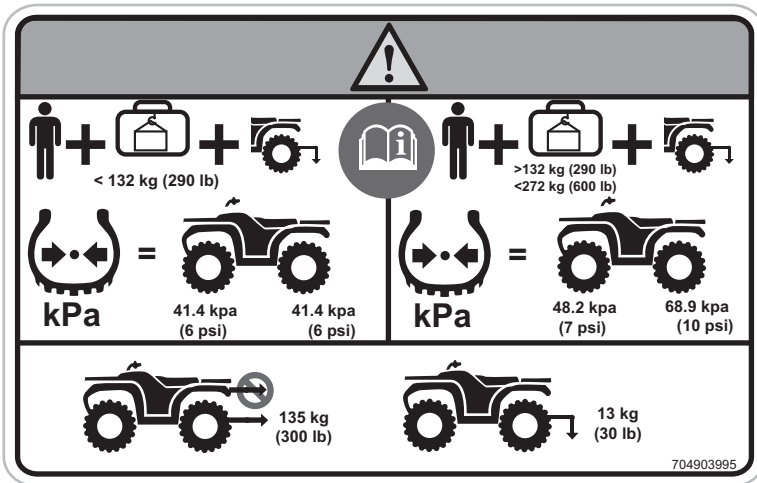 i
< 132 kg (290 lb)
>132 kg (290 lb)
<272 kg (600 lb)
kPa
=
41.4 kpa
(6 psi)
41.4 kpa
(6 psi)
kPa
=
48.2 kpa
(7 psi)
68.9 kpa
(10 psi)
135 kg
(300 lb)
13 kg
(30 lb)
704903995